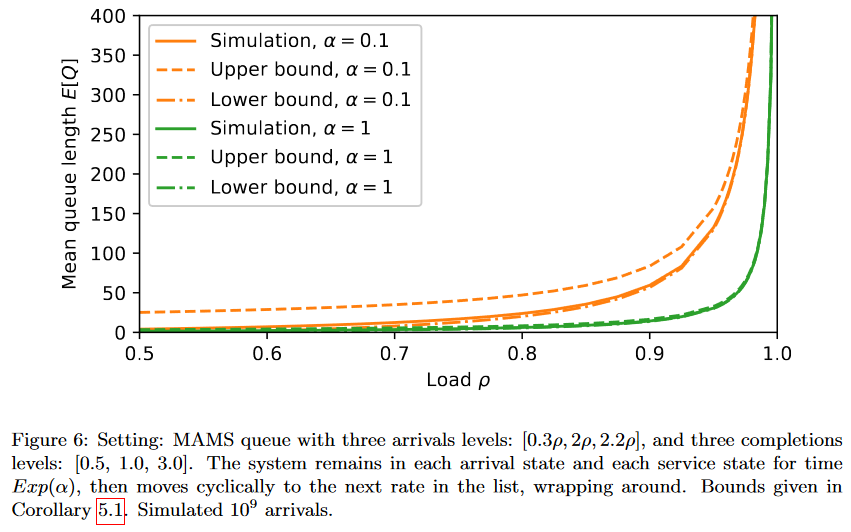 400
350
300
250
200
150
100
50
0
Mean queue length E[Q]
Simulation, α = 0.1
Upper bound, α = 0.1
Lower bound, α = 0.1
Simulation, α = 1
Upper bound, α = 1
Lower bound, α = 1
0.5 0.6 0.7 0.8 0.9 1.0
Load ρ
Figure 6: Setting: MAMS queue with three arrivals levels: [0.3ρ, 2ρ, 2.2ρ], and three completions
levels: [0.5, 1.0, 3.0]. The system remains in each arrival state and each service state for time
Exp(α), then moves cyclically to the next rate in the list, wrapping around. Bounds given in
Corollary 5.1. Simulated 10⁹ arrivals.